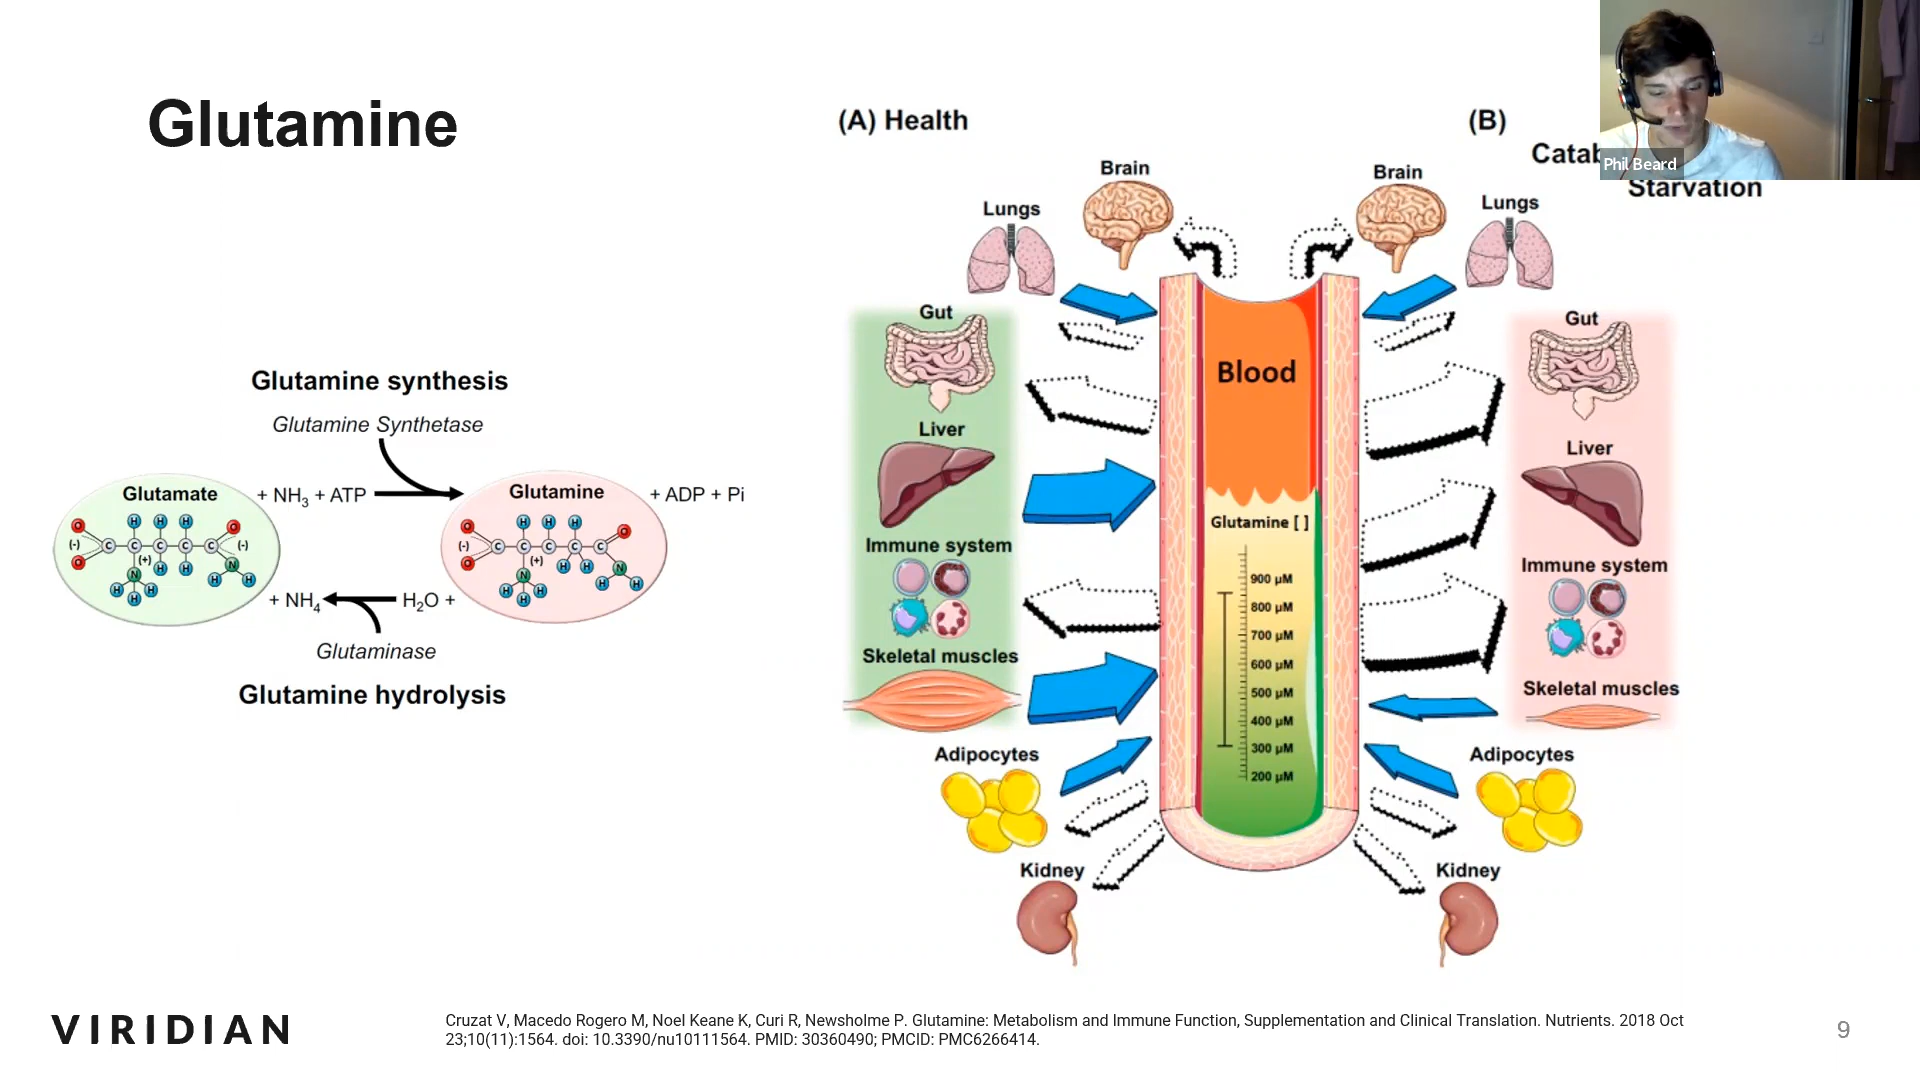 Glutamine
Glutamine synthesis
Glutamine Synthetase
Glutamate
+ NH3 + ATP
Glutamine
+ ADP + Pi
O O H H H O C C C C C (-) (+) (-) N H H H H H N H H
O O H H H O C C C C C (-) (+) N H H H H H N H H
+ NH4
H2O +
Glutaminase
Glutamine hydrolysis
(A) Health
Brain
Lungs
Gut
Liver
Immune system
Skeletal muscles
Adipocytes
Kidney
Blood
Glutamine [ ]
900 µM
800 µM
700 µM
600 µM
500 µM
400 µM
300 µM
200 µM
(B)
Starvation
Brain
Lungs
Gut
Liver
Immune system
Skeletal muscles
Adipocytes
Kidney
Phil Beard
VIRIDIAN
Cruzat V, Macedo Rogero M, Noel Keane K, Curi R, Newsholme P. Glutamine: Metabolism and Immune Function, Supplementation and Clinical Translation. Nutrients. 2018 Oct
23;10(11):1564. doi: 10.3390/nu10111564. PMID: 30360490; PMCID: PMC6266414.
9